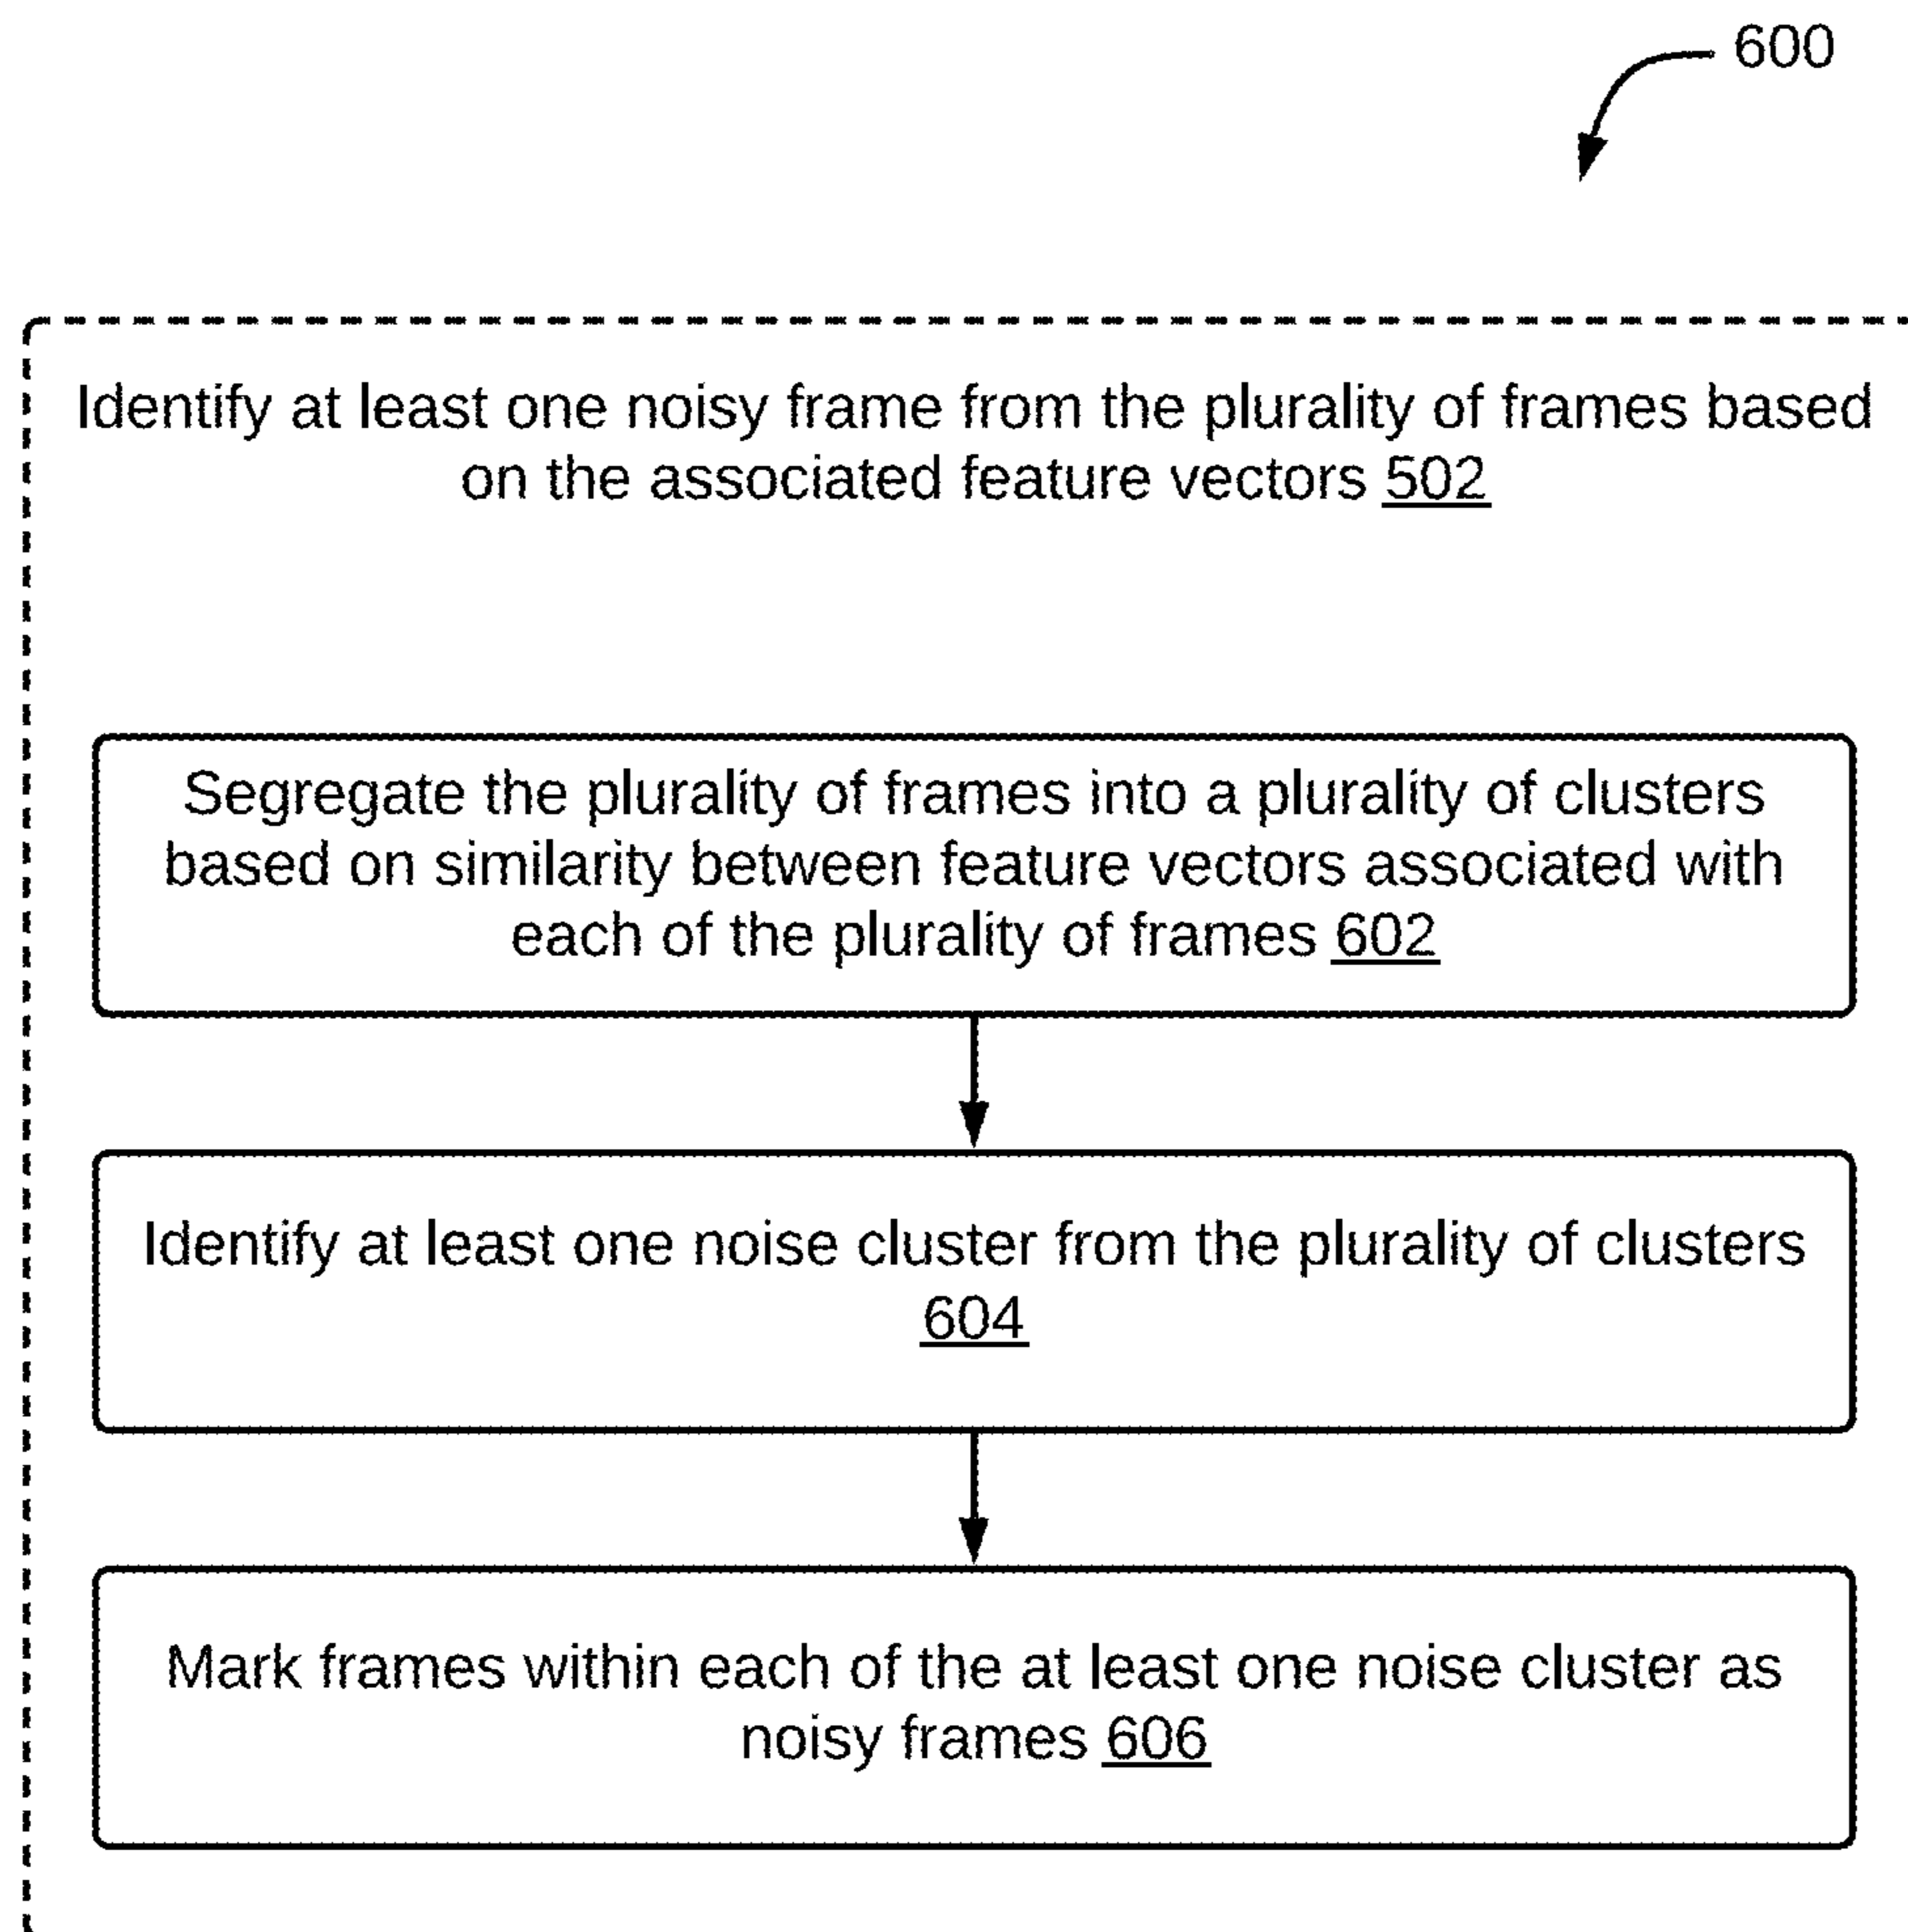 600
Identify at least one noisy frame from the plurality of frames based
on the associated feature vectors 502
Segregate the plurality of frames into a plurality of clusters
based on similarity between feature vectors associated with
each of the plurality of frames 602
Identify at least one noise cluster from the plurality of clusters
604
Mark frames within each of the at least one noise cluster as
noisy frames 606